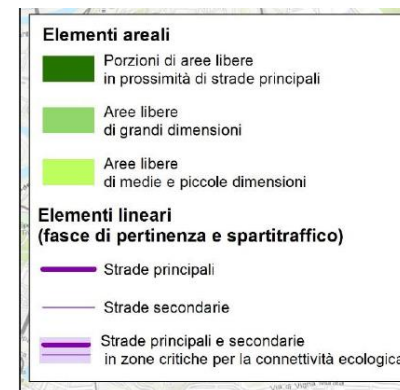 Elementi areali
Porzioni di aree libere
in prossimità di strade principali
Aree libere
di grandi dimensioni
Aree libere
di medie e piccole dimensioni
Elementi lineari
(fasce di pertinenza e spartitraffico)
Strade principali
Strade secondarie
Strade principali e secondarie
in zone critiche per la connettività ecologica